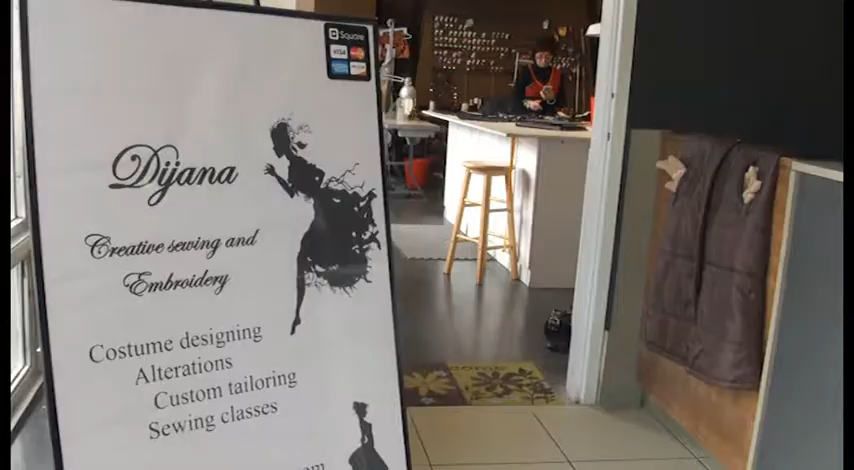 Square
VISA
Dijana
Creative sewing and
Embroidery
Costume designing
Alterations
Custom tailoring
Sewing classes